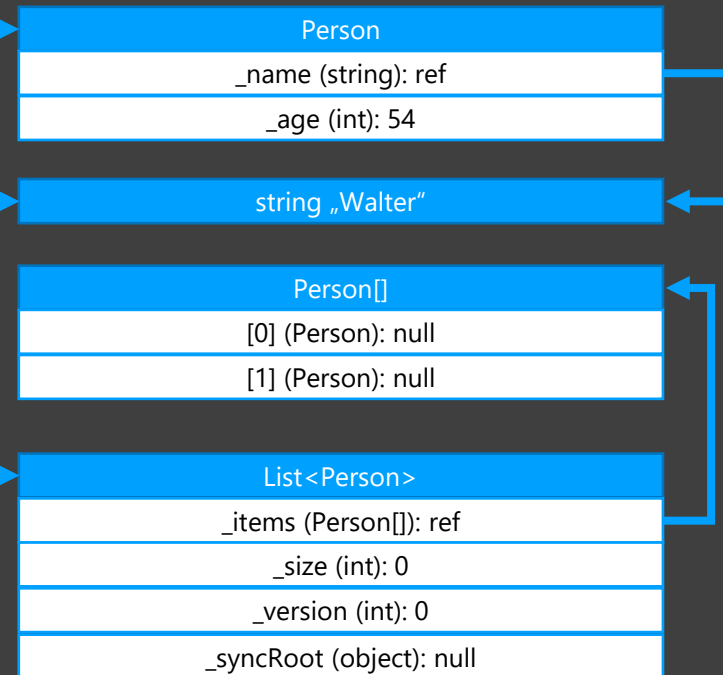 Person
_name (string): ref
_age (int): 54
string „Walter“
Person[]
[0] (Person): null
[1] (Person): null
List<Person>
_items (Person[]): ref
_size (int): 0
_version (int): 0
_syncRoot (object): null